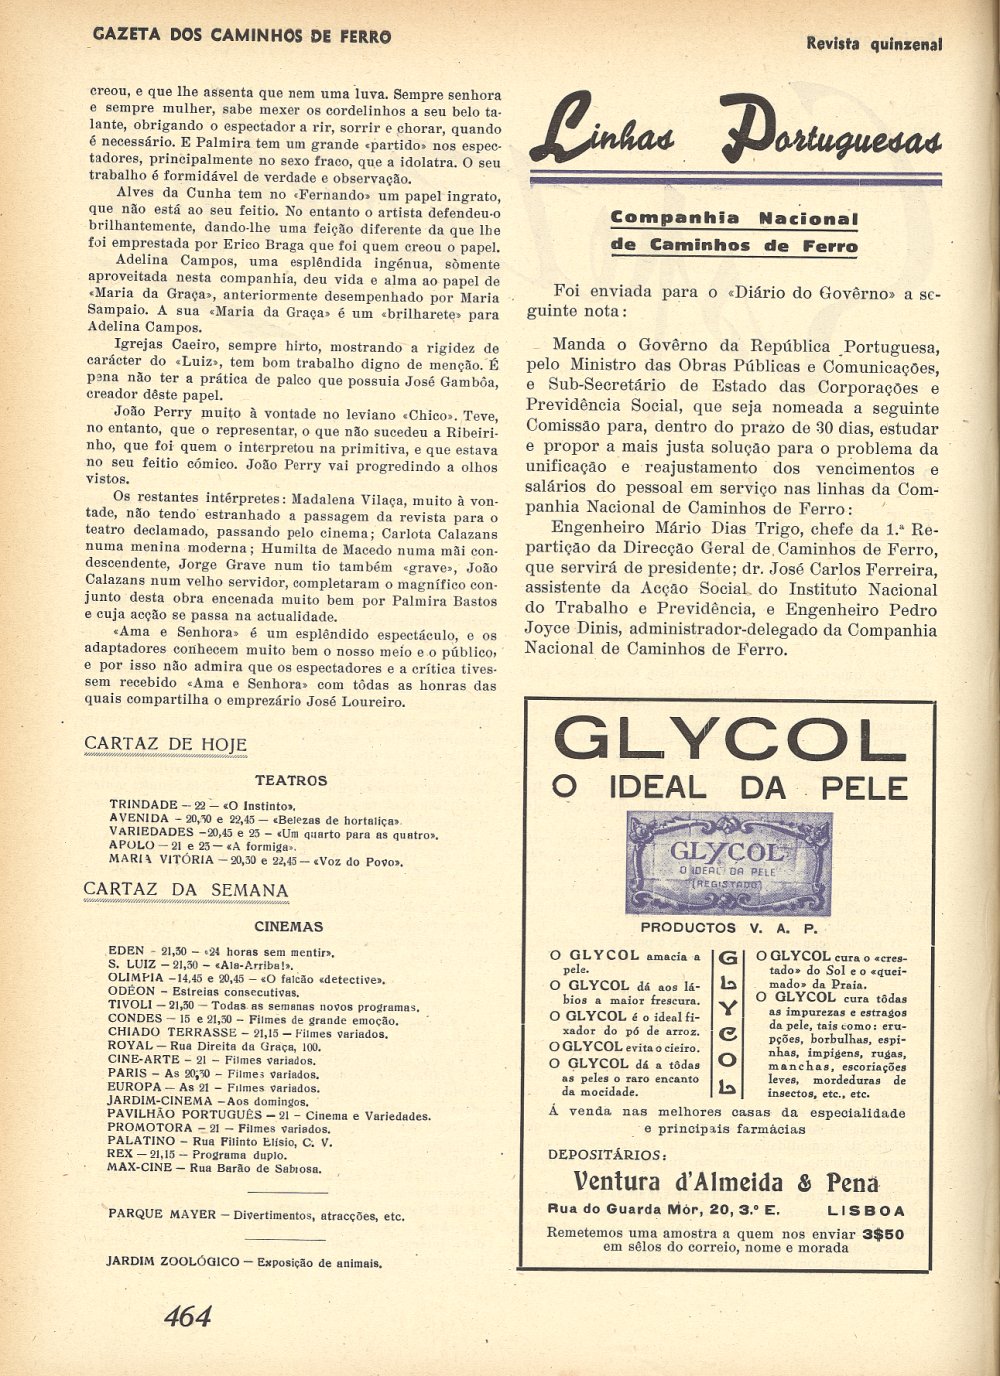 GAZETA DOS CAMINHOS DE FERRO
Revista quinzenal
creou, e que lhe assenta que nem uma luva. Sempre senhora
e sempre mulher, sabe mexer os cordelinhos a seu belo ta-
lante, obrigando o espectador a rir, sorrir e chorar, quando
é necessário. E Palmira tem um grande «partido» nos espec-
tadores, principalmente no sexo fraco, que a idolatra. O seu
trabalho é formidável de verdade e observação.
Alves da Cunha tem no «Fernando» um papel ingrato,
que não está ao seu feitio. No entanto o artista defendeu-o
brilhantemente, dando-lhe uma feição diferente da que lhe
foi emprestada por Erico Braga que foi quem creou o papel.
Adelina Campos, uma esplêndida ingénua, sòmente
aproveitada nesta companhia, deu vida e alma ao papel de
«Maria da Graça», anteriormente desempenhado por Maria
Sampaio. A sua «Maria da Graça» é um «brilharete» para
Adelina Campos.
Igrejas Caeiro, sempre hirto, mostrando a rigidez de
carácter do «Luiz», tem bom trabalho digno de menção. É
pena não ter a prática de palco que possuia José Gambôa,
creador dêste papel.
João Perry muito à vontade no leviano «Chico». Teve,
no entanto, que o representar, o que não sucedeu a Ribeiri-
nho, que foi quem o interpretou na primitiva, e que estava
no seu feitio cómico. João Perry vai progredindo a olhos
vistos.
Os restantes intérpretes: Madalena Vilaça, muito à von-
tade, não tendo estranhado a passagem da revista para o
teatro declamado, passando pelo cinema; Carlota Calazans
numa menina moderna; Humilta de Macedo numa mãi con-
descendente, Jorge Grave num tio também «grave», João
Calazans num velho servidor, completaram o magnífico con-
junto desta obra encenada muito bem por Palmira Bastos
e cuja acção se passa na actualidade.
«Ama e Senhora» é um esplêndido espectáculo, e os
adaptadores conhecem muito bem o nosso meio e o público,
e por isso não admira que os espectadores e a crítica tives-
sem recebido «Ama e Senhora» com tôdas as honras das
quais compartilha o emprezário José Loureiro.
CARTAZ DE HOJE
TEATROS
TRINDADE — 22 — «O Instinto».
AVENIDA — 20,30 e 22,45 — «Belezas de hortaliça».
VARIEDADES —20,45 e 23 — «Um quarto para as quatro».
APOLO — 21 e 23 — «A formiga».
MARIA VITÓRIA — 20,30 e 22,45 — «Voz do Povo».
CARTAZ DA SEMANA
CINEMAS
EDEN - 21,30 — «24 horas sem mentir».
S. LUIZ — 21,30 — «Ala-Arriba!».
OLIMPIA —14,45 e 20,45 — «O falcão «detective».
ODÉON — Estreias consecutivas.
TIVOLI — 21,30 — Todas as semanas novos programas.
CONDES — 15 e 21,30 — Filmes de grande emoção.
CHIADO TERRASSE — 21,15 — Filmes variados.
ROYAL — Rua Direita da Graça, 100.
CINE-ARTE — 21 — Filmes variados.
PARIS — As 20,30 - Filmes variados.
EUROPA — As 21 — Filmes variados.
JARDIM-CINEMA —Aos domingos.
PAVILHÃO PORTUGUÊS — 21 - Cinema e Variedades.
PROMOTORA — 21 — Filmes variados.
PALATINO — Rua Filinto Elísio, C. V.
REX — 21,15 — Programa duplo.
MAX-CINE — Rua Barão de Sabrosa.
PARQUE MAYER — Divertimentos, atracções, etc.
JARDIM ZOOLÓGICO — Exposição de animais.
464
Linhas Portuguesas
Companhia Nacional
de Caminhos de Ferro
Foi enviada para o «Diário do Govêrno» a se-
guinte nota:
Manda o Govêrno da República Portuguesa,
pelo Ministro das Obras Públicas e Comunicações,
e Sub-Secretário de Estado das Corporações e
Previdência Social, que seja nomeada a seguinte
Comissão para, dentro do prazo de 30 dias, estudar
e propor a mais justa solução para o problema da
unificação e reajustamento dos vencimentos e
salários do pessoal em serviço nas linhas da Com-
panhia Nacional de Caminhos de Ferro:
Engenheiro Mário Dias Trigo, chefe da 1.ª Re-
partição da Direcção Geral de Caminhos de Ferro,
que servirá de presidente; dr. José Carlos Ferreira,
assistente da Acção Social do Instituto Nacional
do Trabalho e Previdência, e Engenheiro Pedro
Joyce Dinis, administrador-delegado da Companhia
Nacional de Caminhos de Ferro.
GLYCOL
O IDEAL DA PELE
GLYCOL
O IDEAL DA PELE
(REGISTADO)
PRODUCTOS V. A. P.
O GLYCOL amacia a
pele.
O GLYCOL dá aos lá-
bios a maior frescura.
O GLYCOL é o ideal fi-
xador do pó de arroz.
O GLYCOL evita o cieiro.
O GLYCOL dá a tôdas
as peles o raro encanto
da mocidade.
GLYCOL
O GLYCOL cura o «cres-
tado» do Sol e o «quei-
mado» da Praia.
O GLYCOL cura tôdas
as impurezas e estragos
da pele, tais como: eru-
pções, borbulhas, espi-
nhas, impigens, rugas,
manchas, escoriações
leves, mordeduras de
insectos, etc., etc.
Á venda nas melhores casas da especialidade
e principais farmácias
DEPOSITÁRIOS:
Ventura d'Almeida & Pena
Rua do Guarda Mór, 20, 3.º E. LISBOA
Remetemos uma amostra a quem nos enviar 3$50
em sêlos do correio, nome e morada